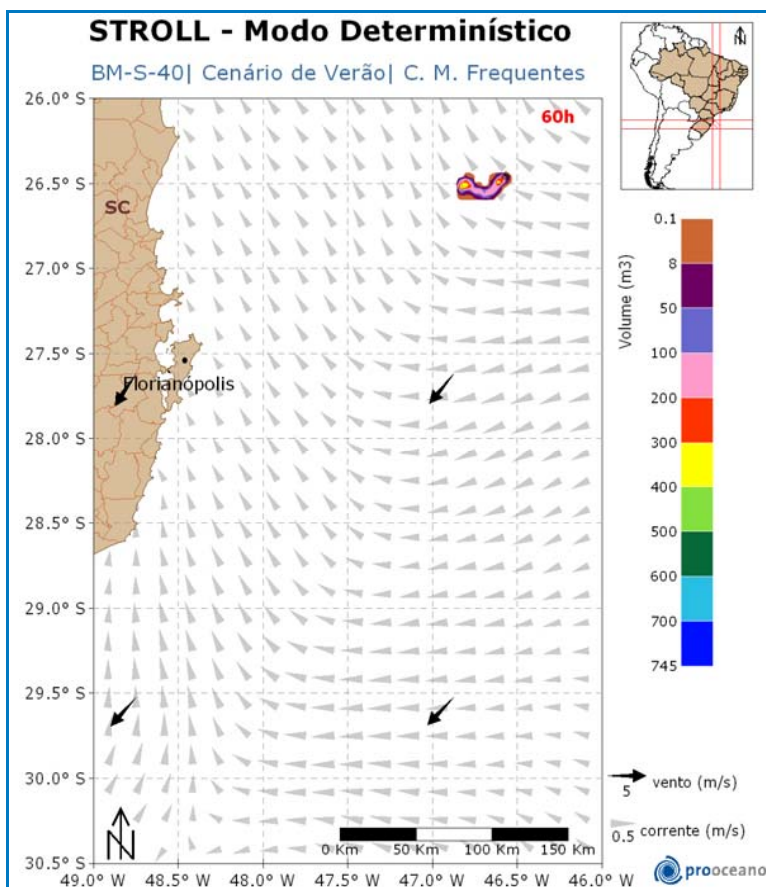 STROLL - Modo Determinístico
BM-S-40| Cenário de Verão| C. M. Frequentes
N
26.0° S
60h
26.5° S
SC
27.0° S
27.5° S
Florianópolis
28.0° S
28.5° S
29.0° S
29.5° S
30.0° S
30.5° S
N
0 Km
50 Km
100 Km
150 Km
49.0° W
48.5° W
48.0° W
47.5° W
47.0° W
46.5° W
46.0° W
Volume (m3)
0.1
8
50
100
200
300
400
500
600
700
745
5
vento (m/s)
0.5
corrente (m/s)
prooceano